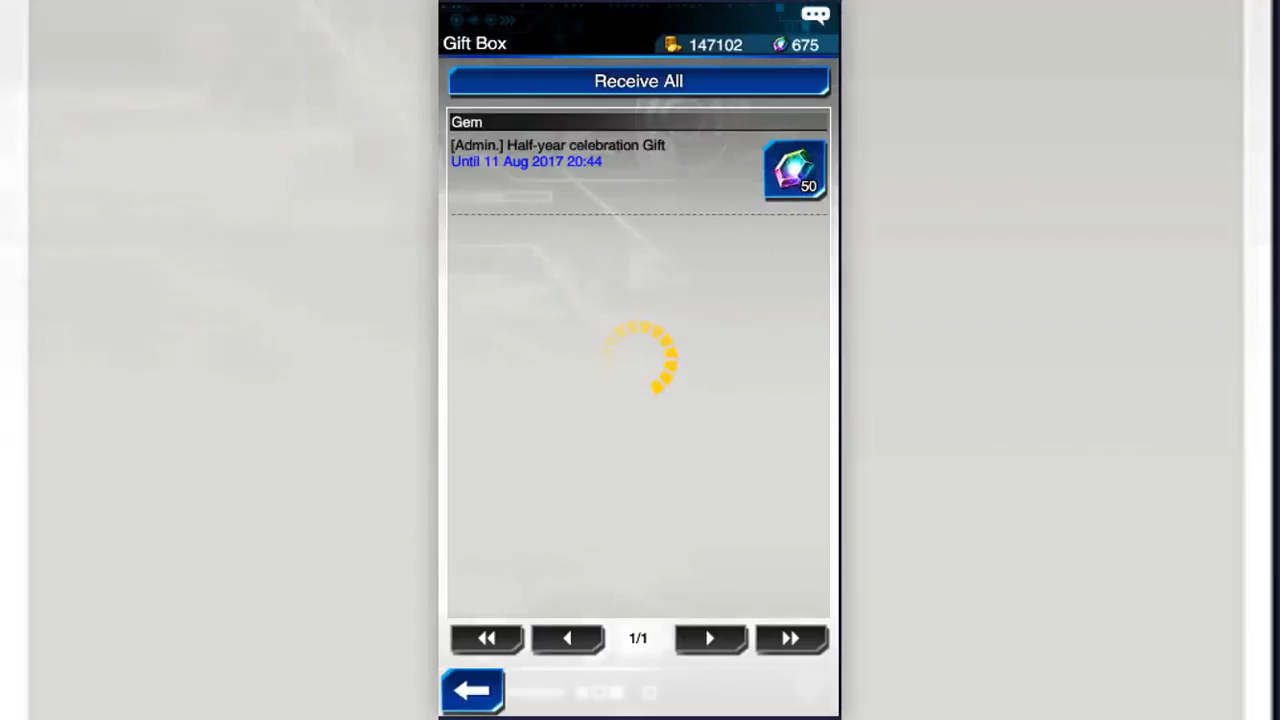 Gift Box
147102
675
Receive All
Gem
[Admin.] Half-year celebration Gift
Until 11 Aug 2017 20:44
50
1/1